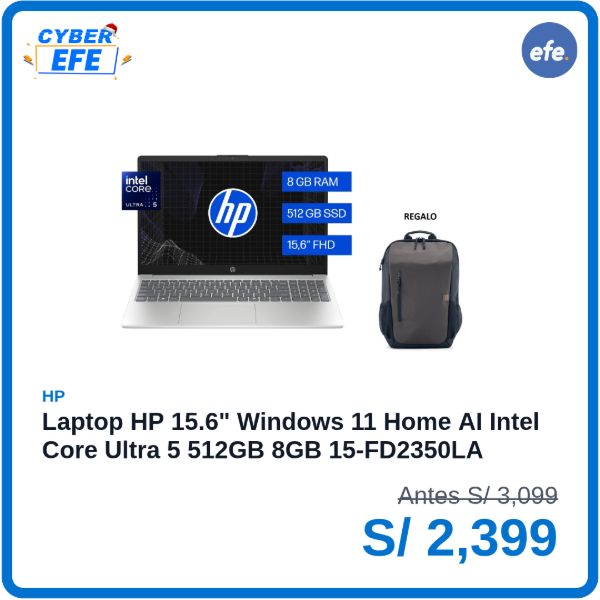 CYBER
EFE
efe.
intel
CORE
ULTRA 5
hp
8 GB RAM
512 GB SSD
15,6" FHD
REGALO
HP
Laptop HP 15.6" Windows 11 Home AI Intel
Core Ultra 5 512GB 8GB 15-FD2350LA
Antes S/ 3,099
S/ 2,399